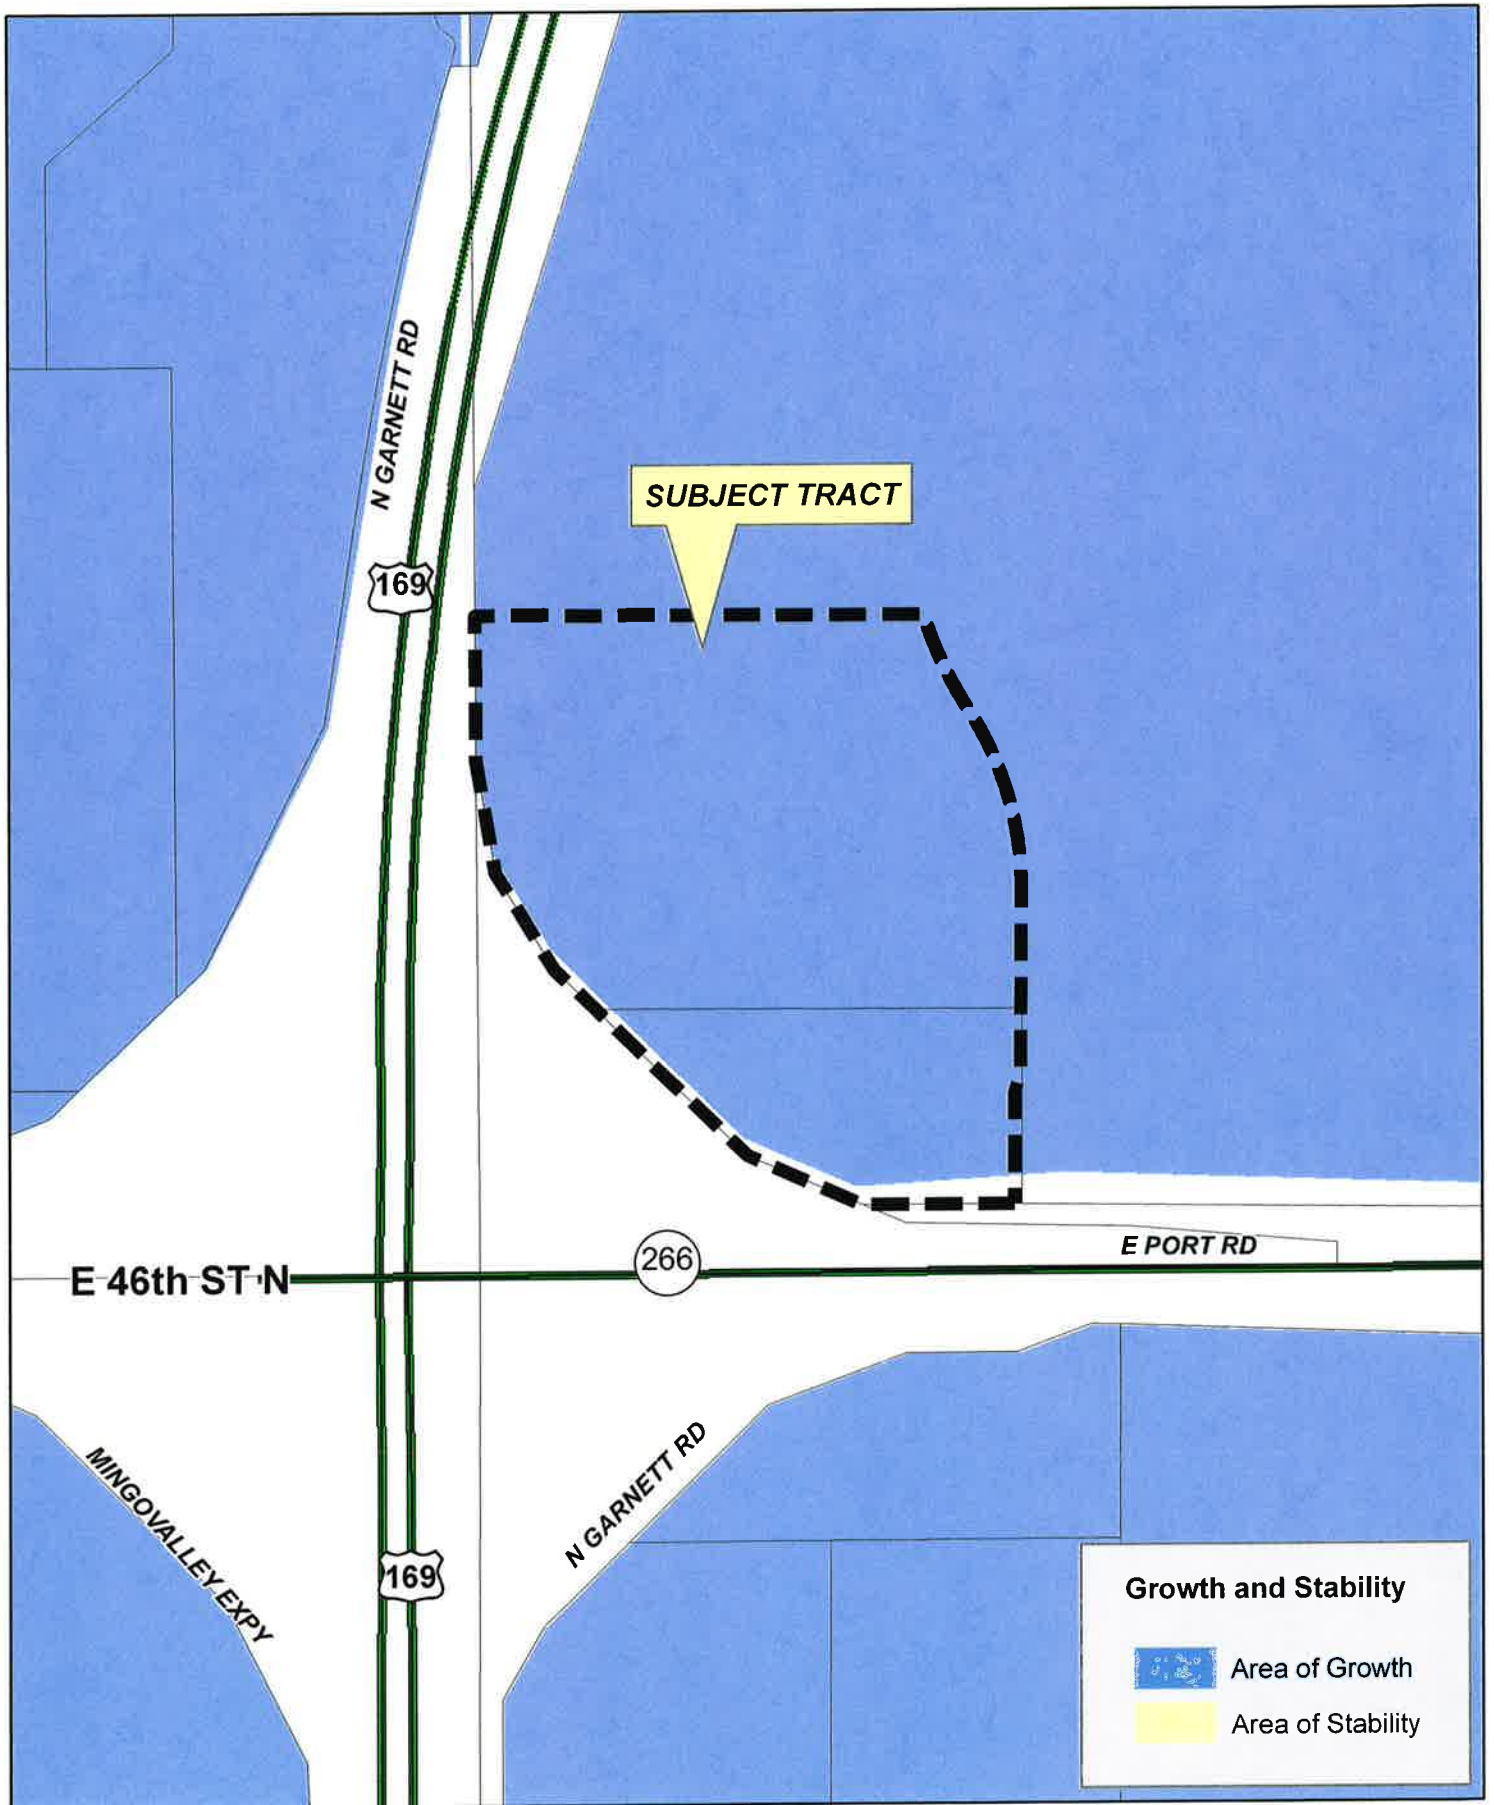 N GARNETT RD
SUBJECT TRACT
169
E PORT RD
266
E 46th ST N
MINGOVALLEY EXPY
N GARNETT RD
169
Growth and Stability
Area of Growth
Area of Stability